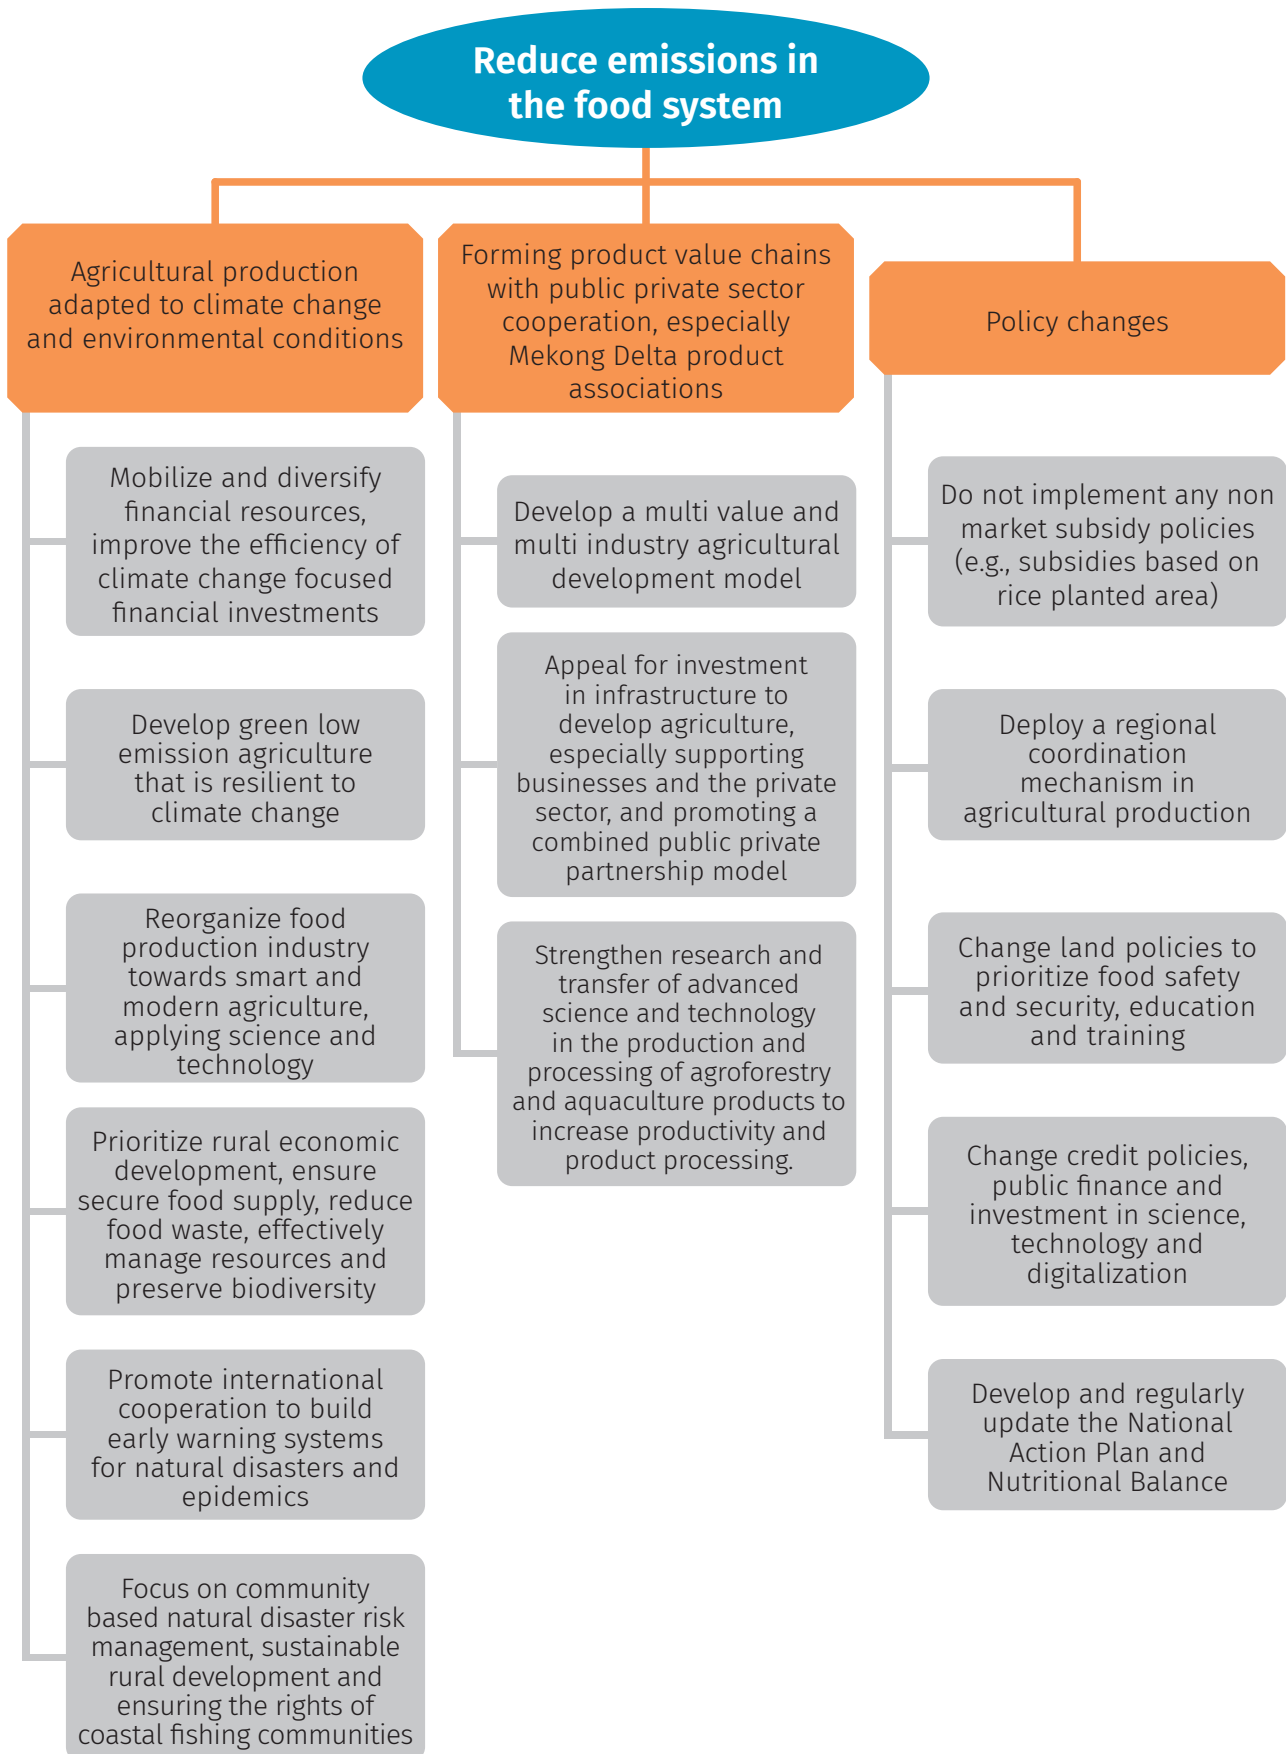 Reduce emissions in
the food system
Agricultural production
adapted to climate change
and environmental conditions
Mobilize and diversify
financial resources,
improve the efficiency of
climate change focused
financial investments
Develop green low
emission agriculture
that is resilient to
climate change
Reorganize food
production industry
towards smart and
modern agriculture,
applying science and
technology
Prioritize rural economic
development, ensure
secure food supply, reduce
food waste, effectively
manage resources and
preserve biodiversity
Promote international
cooperation to build
early warning systems
for natural disasters and
epidemics
Focus on community
based natural disaster risk
management, sustainable
rural development and
ensuring the rights of
coastal fishing communities
Forming product value chains
with public private sector
cooperation, especially
Mekong Delta product
associations
Develop a multi value and
multi industry agricultural
development model
Appeal for investment
in infrastructure to
develop agriculture,
especially supporting
businesses and the private
sector, and promoting a
combined public private
partnership model
Strengthen research and
transfer of advanced
science and technology
in the production and
processing of agroforestry
and aquaculture products to
increase productivity and
product processing.
Policy changes
Do not implement any non
market subsidy policies
(e.g., subsidies based on
rice planted area)
Deploy a regional
coordination
mechanism in
agricultural production
Change land policies to
prioritize food safety
and security, education
and training
Change credit policies,
public finance and
investment in science,
technology and
digitalization
Develop and regularly
update the National
Action Plan and
Nutritional Balance